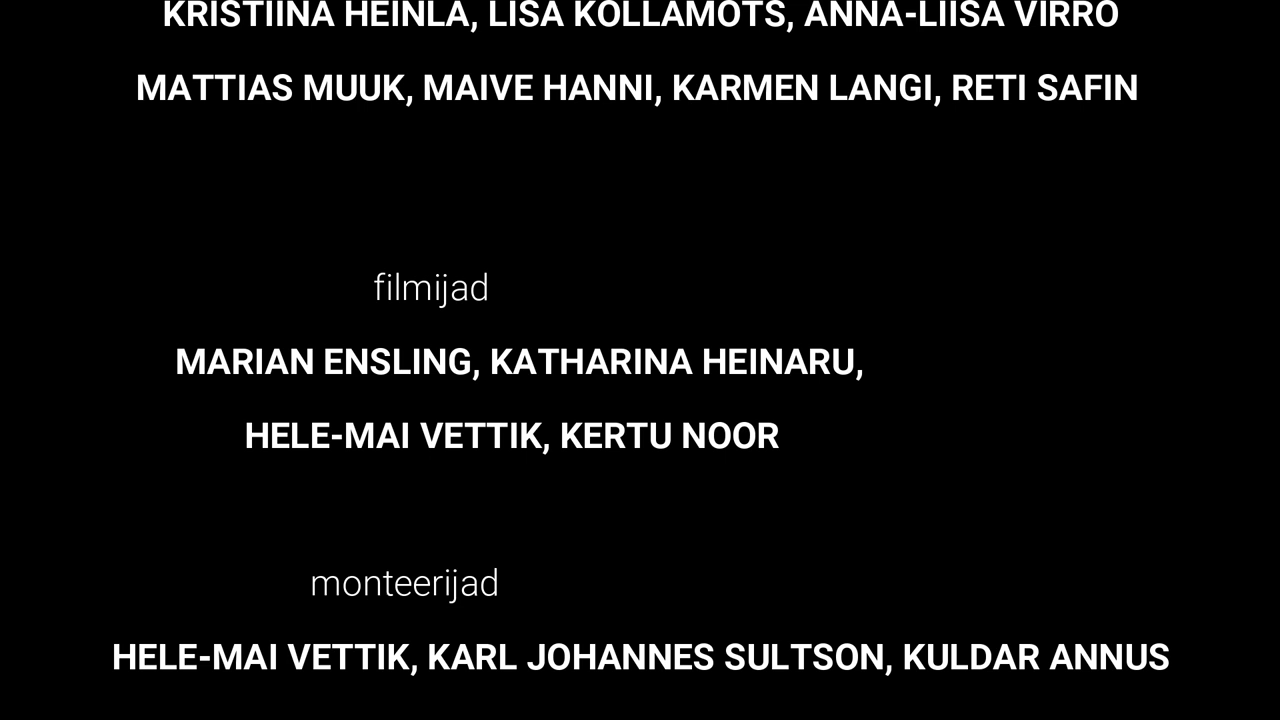 KRISTIINA HEINLA, LISA KOLLAMOTS, ANNA-LIISA VIRRO
MATTIAS MUUK, MAIVE HANNI, KARMEN LANGI, RETI SAFIN
filmijad
MARIAN ENSLING, KATHARINA HEINARU,
HELE-MAI VETTIK, KERTU NOOR
monteerijad
HELE-MAI VETTIK, KARL JOHANNES SULTSON, KULDAR ANNUS